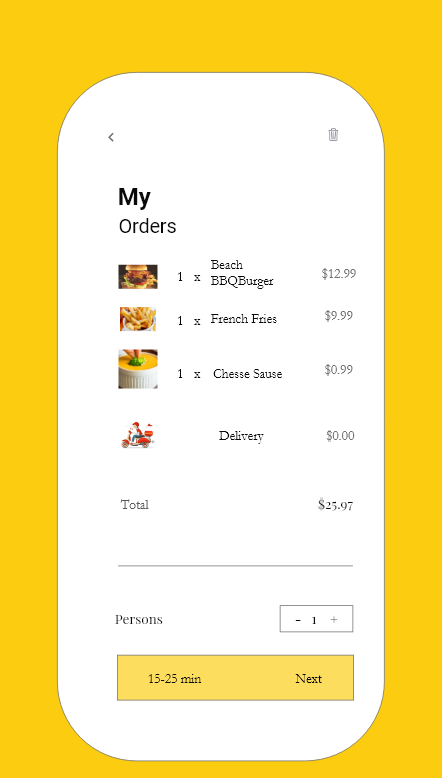 My
Orders
1 x Beach
BBQBurger $12.99
1 x French Fries $9.99
1 x Chesse Sause $0.99
Delivery $0.00
Total $25.97
Persons - 1 +
15-25 min Next